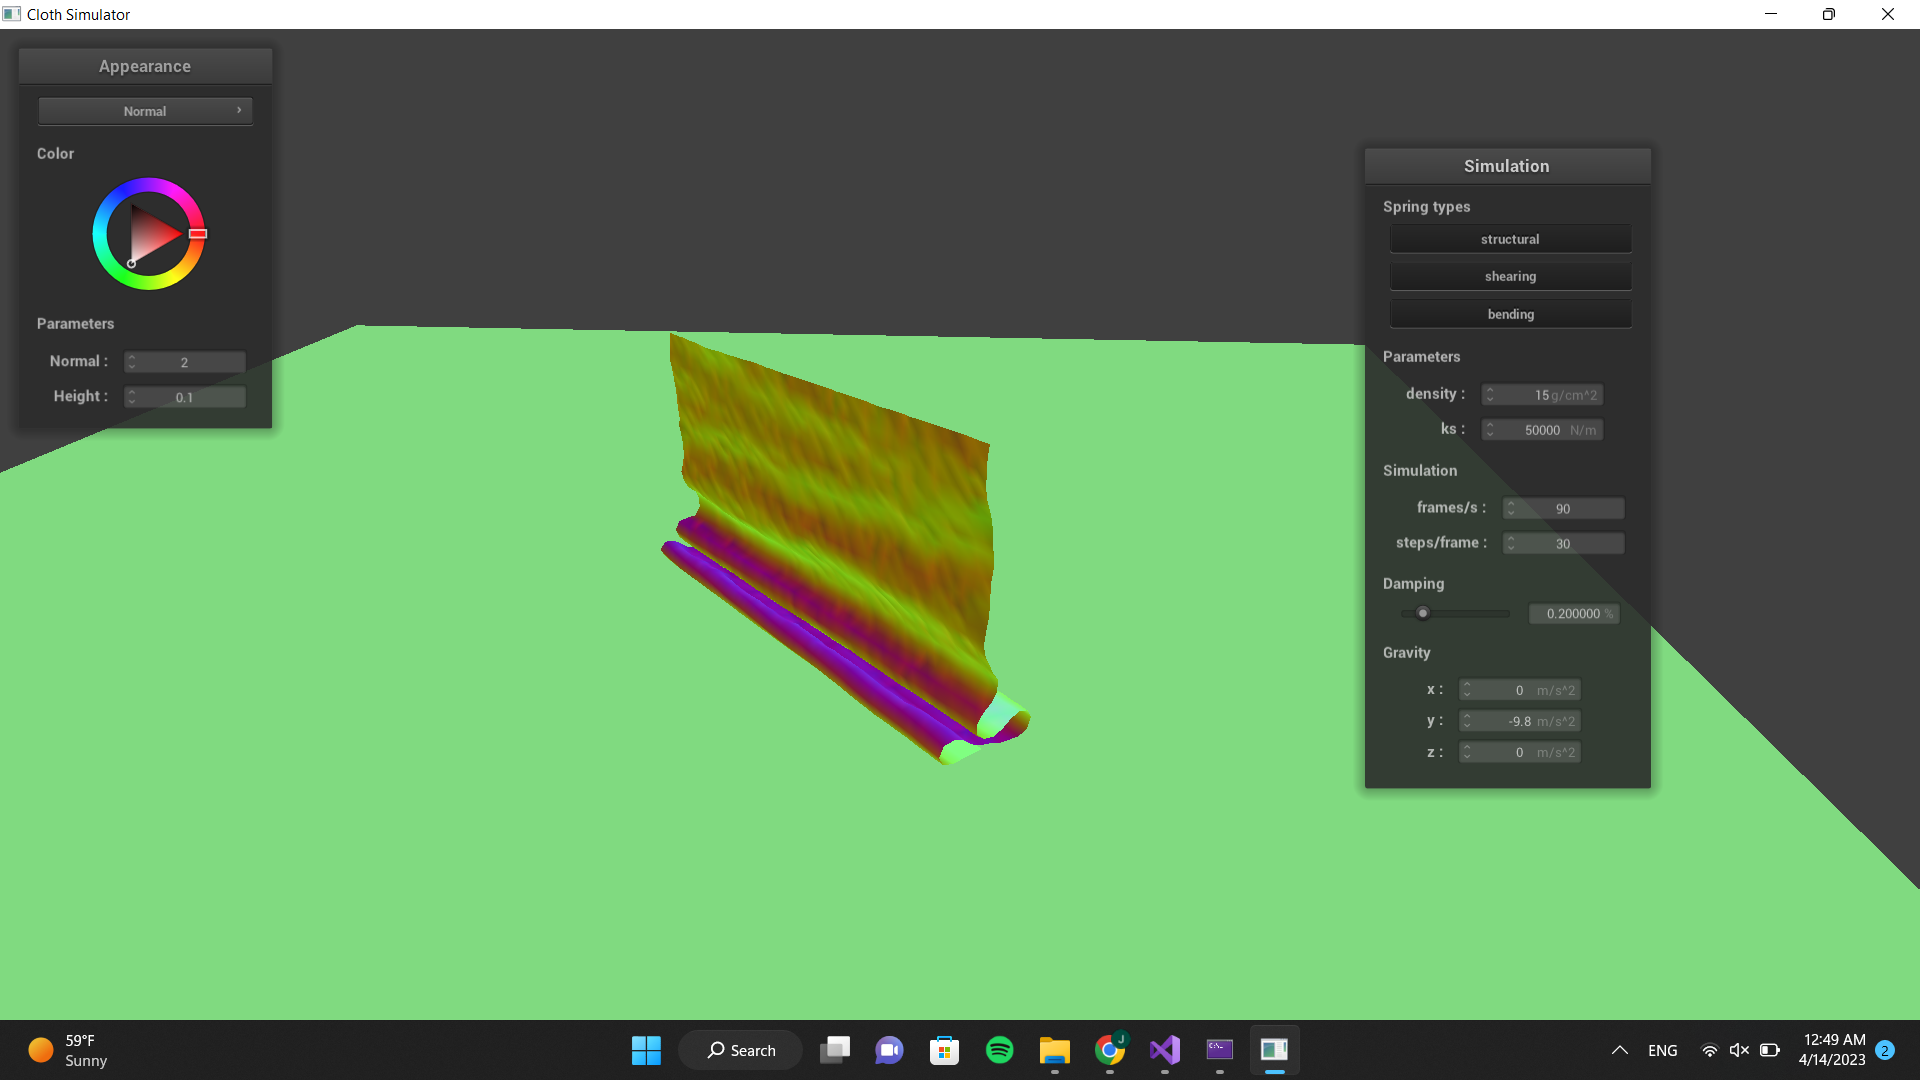 Cloth Simulator
Appearance
Normal
Color
Parameters
Normal : 2
Height : 0.1
Simulation
Spring types
structural
shearing
bending
Parameters
density : 15 g/cm^2
ks : 50000 N/m
Simulation
frames/s : 90
steps/frame : 30
Damping
0.200000 %
Gravity
x : 0 m/s^2
y : -9.8 m/s^2
z : 0 m/s^2
59°F
Sunny
Search
J
C:\_
ENG
12:49 AM
4/14/2023
2